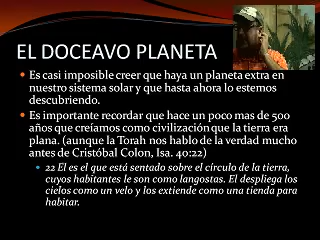 EL DOCEAVO PLANETA
Es casi imposible creer que haya un planeta extra en
nuestro sistema solar y que hasta ahora lo estemos
descubriendo.
Es importante recordar que hace un poco mas de 500
años que creíamos como civilización que la tierra era
plana. (aunque la Torah nos hablo de la verdad mucho
antes de Cristóbal Colon, Isa. 40:22)
22 El es el que está sentado sobre el círculo de la tierra,
cuyos habitantes le son como langostas. El despliega los
cielos como un velo y los extiende como una tienda para
habitar.